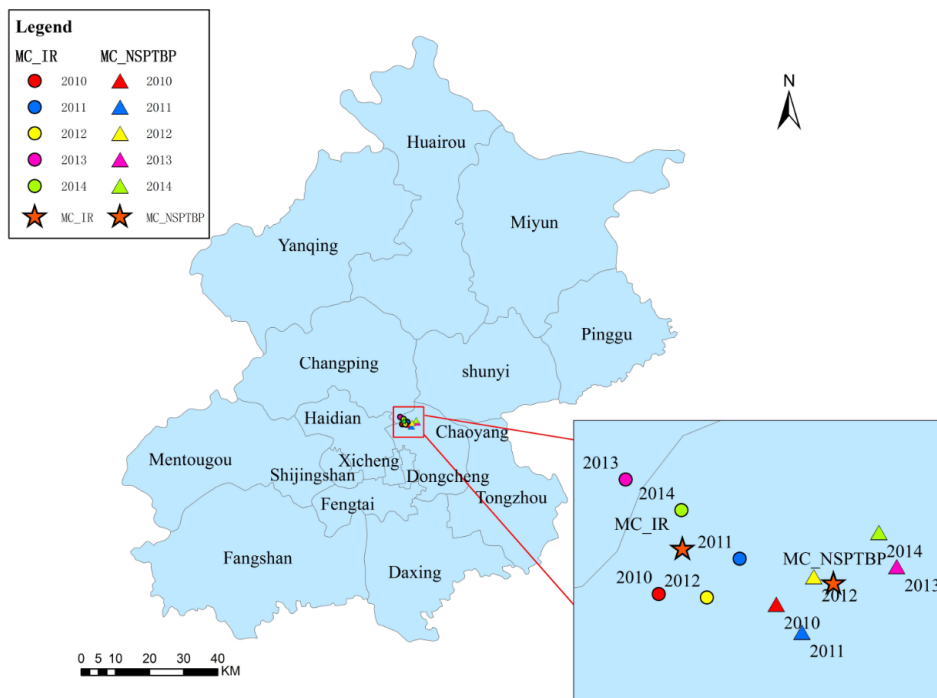 Legend
MC_IR MC_NSPTBP
2010 2010
2011 2011
2012 2012
2013 2013
2014 2014
MC_IR MC_NSPTBP
N
Huairou
Miyun
Yanqing
Pinggu
Changping
shunyi
Haidian
Chaoyang
Mentougou
Xicheng
Shijingshan
Dongcheng
Tongzhou
Fengtai
Fangshan
Daxing
0 5 10 20 30 40
KM
2013
2014
MC_IR
2011
MC_NSPTBP
2014
2010
2012
2012
2013
2010
2011